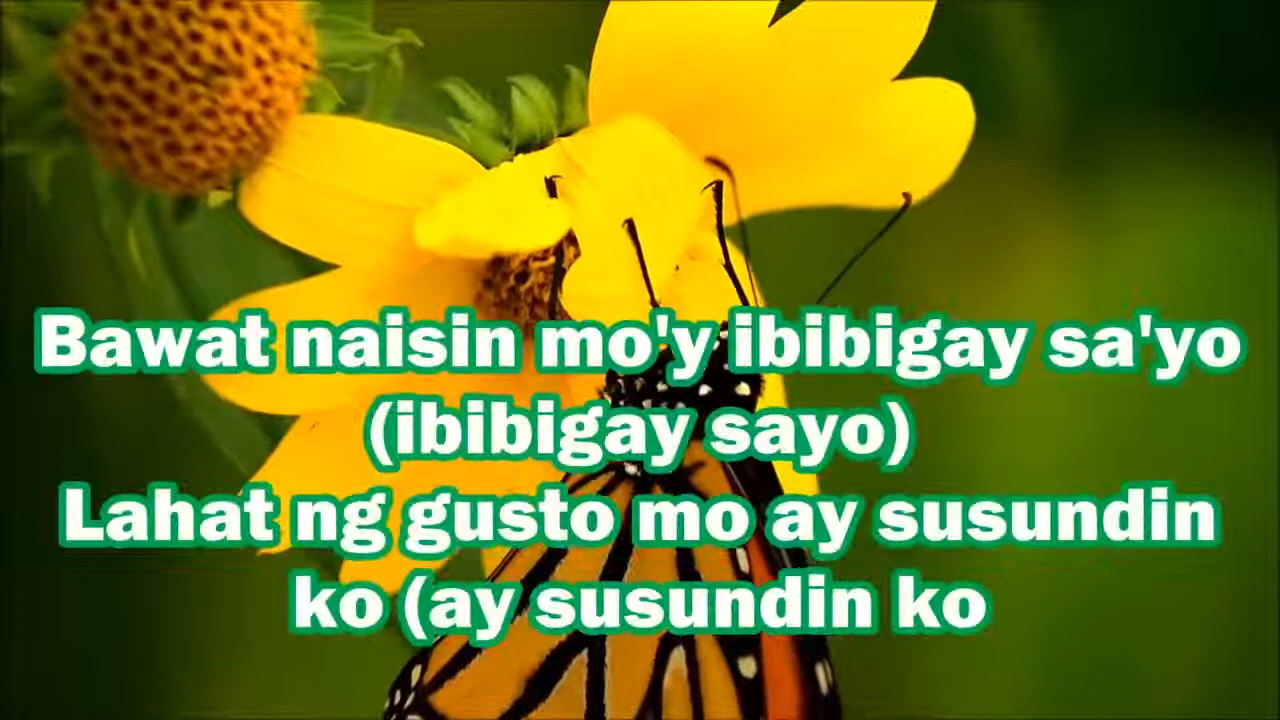 Bawat naisin mo'y ibibigay sa'yo
(ibibigay sayo)
Lahat ng gusto mo ay susundin
ko (ay susundin ko